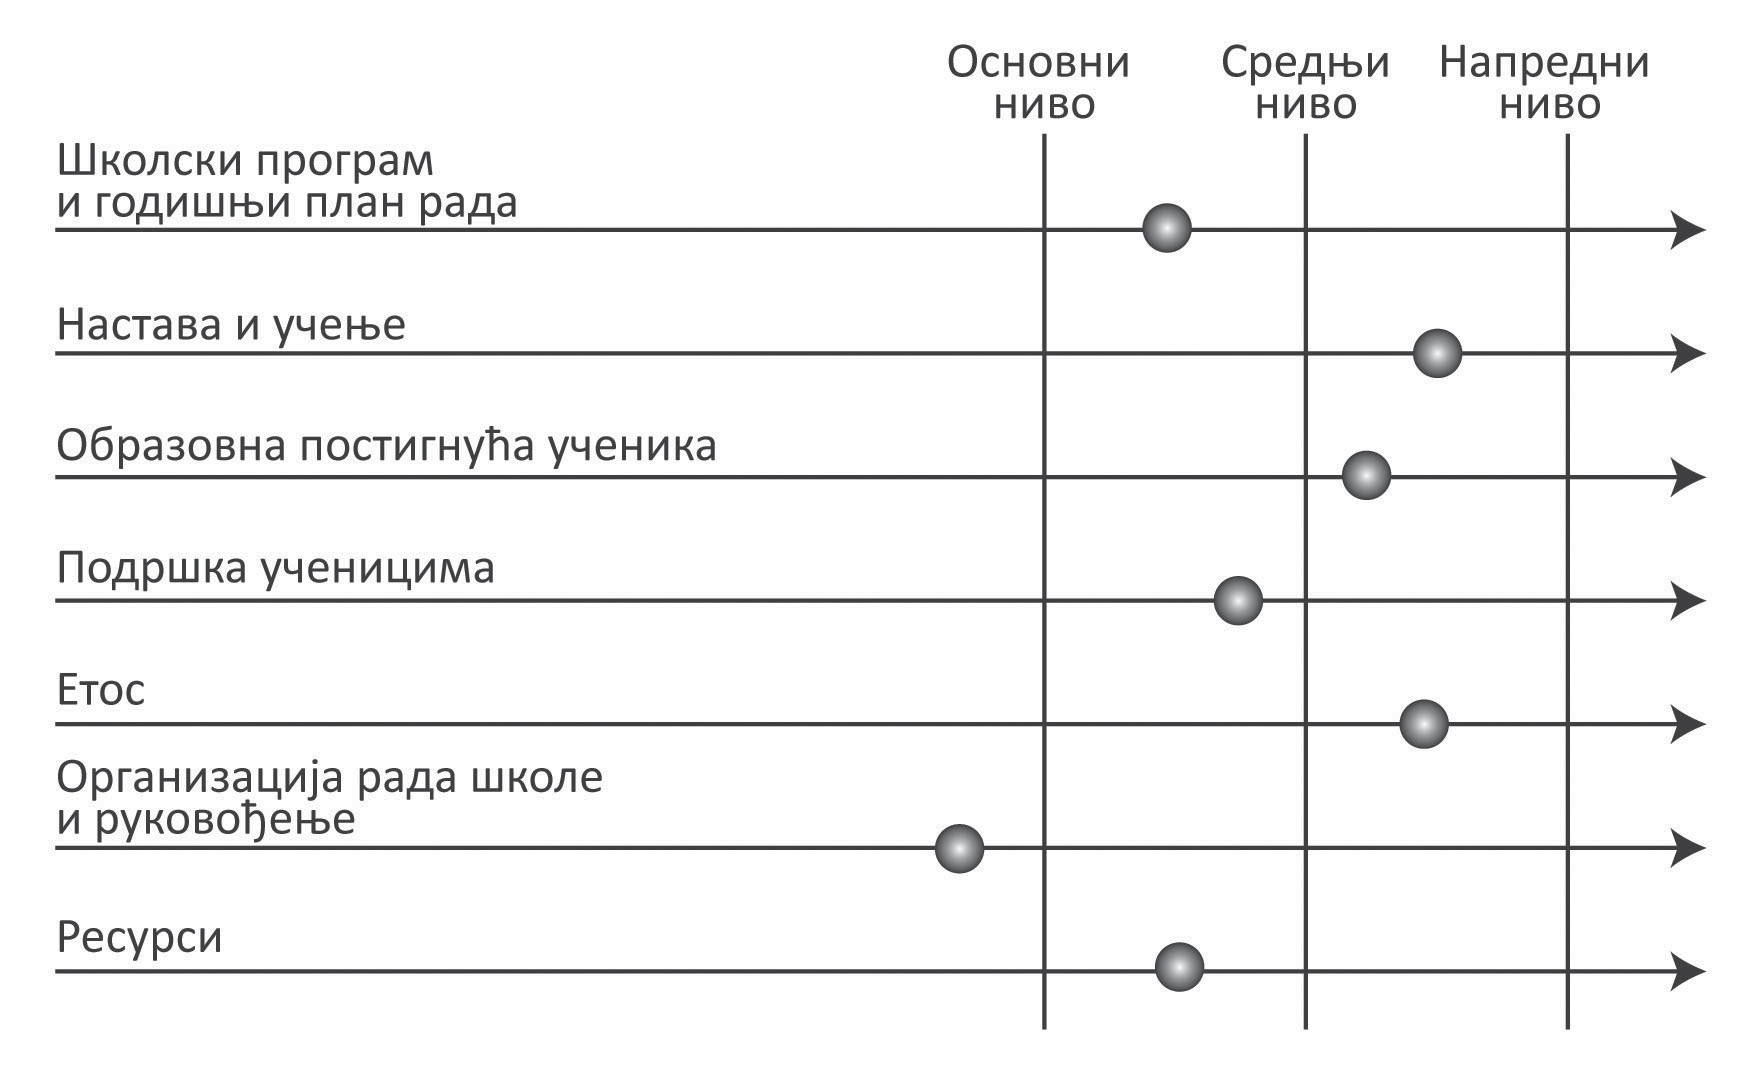 Основни
ниво
Средњи
ниво
Напредни
ниво
Школски програм
и годишњи план рада
Настава и учење
Образовна постигнућа ученика
Подршка ученицима
Етос
Организација рада школе
и руковођење
Ресурси